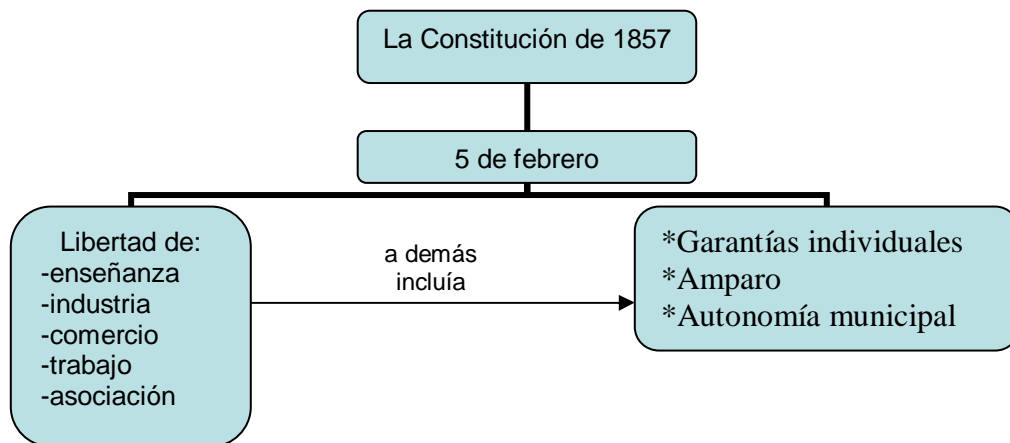 La Constitución de 1857
5 de febrero
Libertad de:
-enseñanza
-industria
-comercio
-trabajo
-asociación
a demás
incluía
*Garantías individuales
*Amparo
*Autonomía municipal